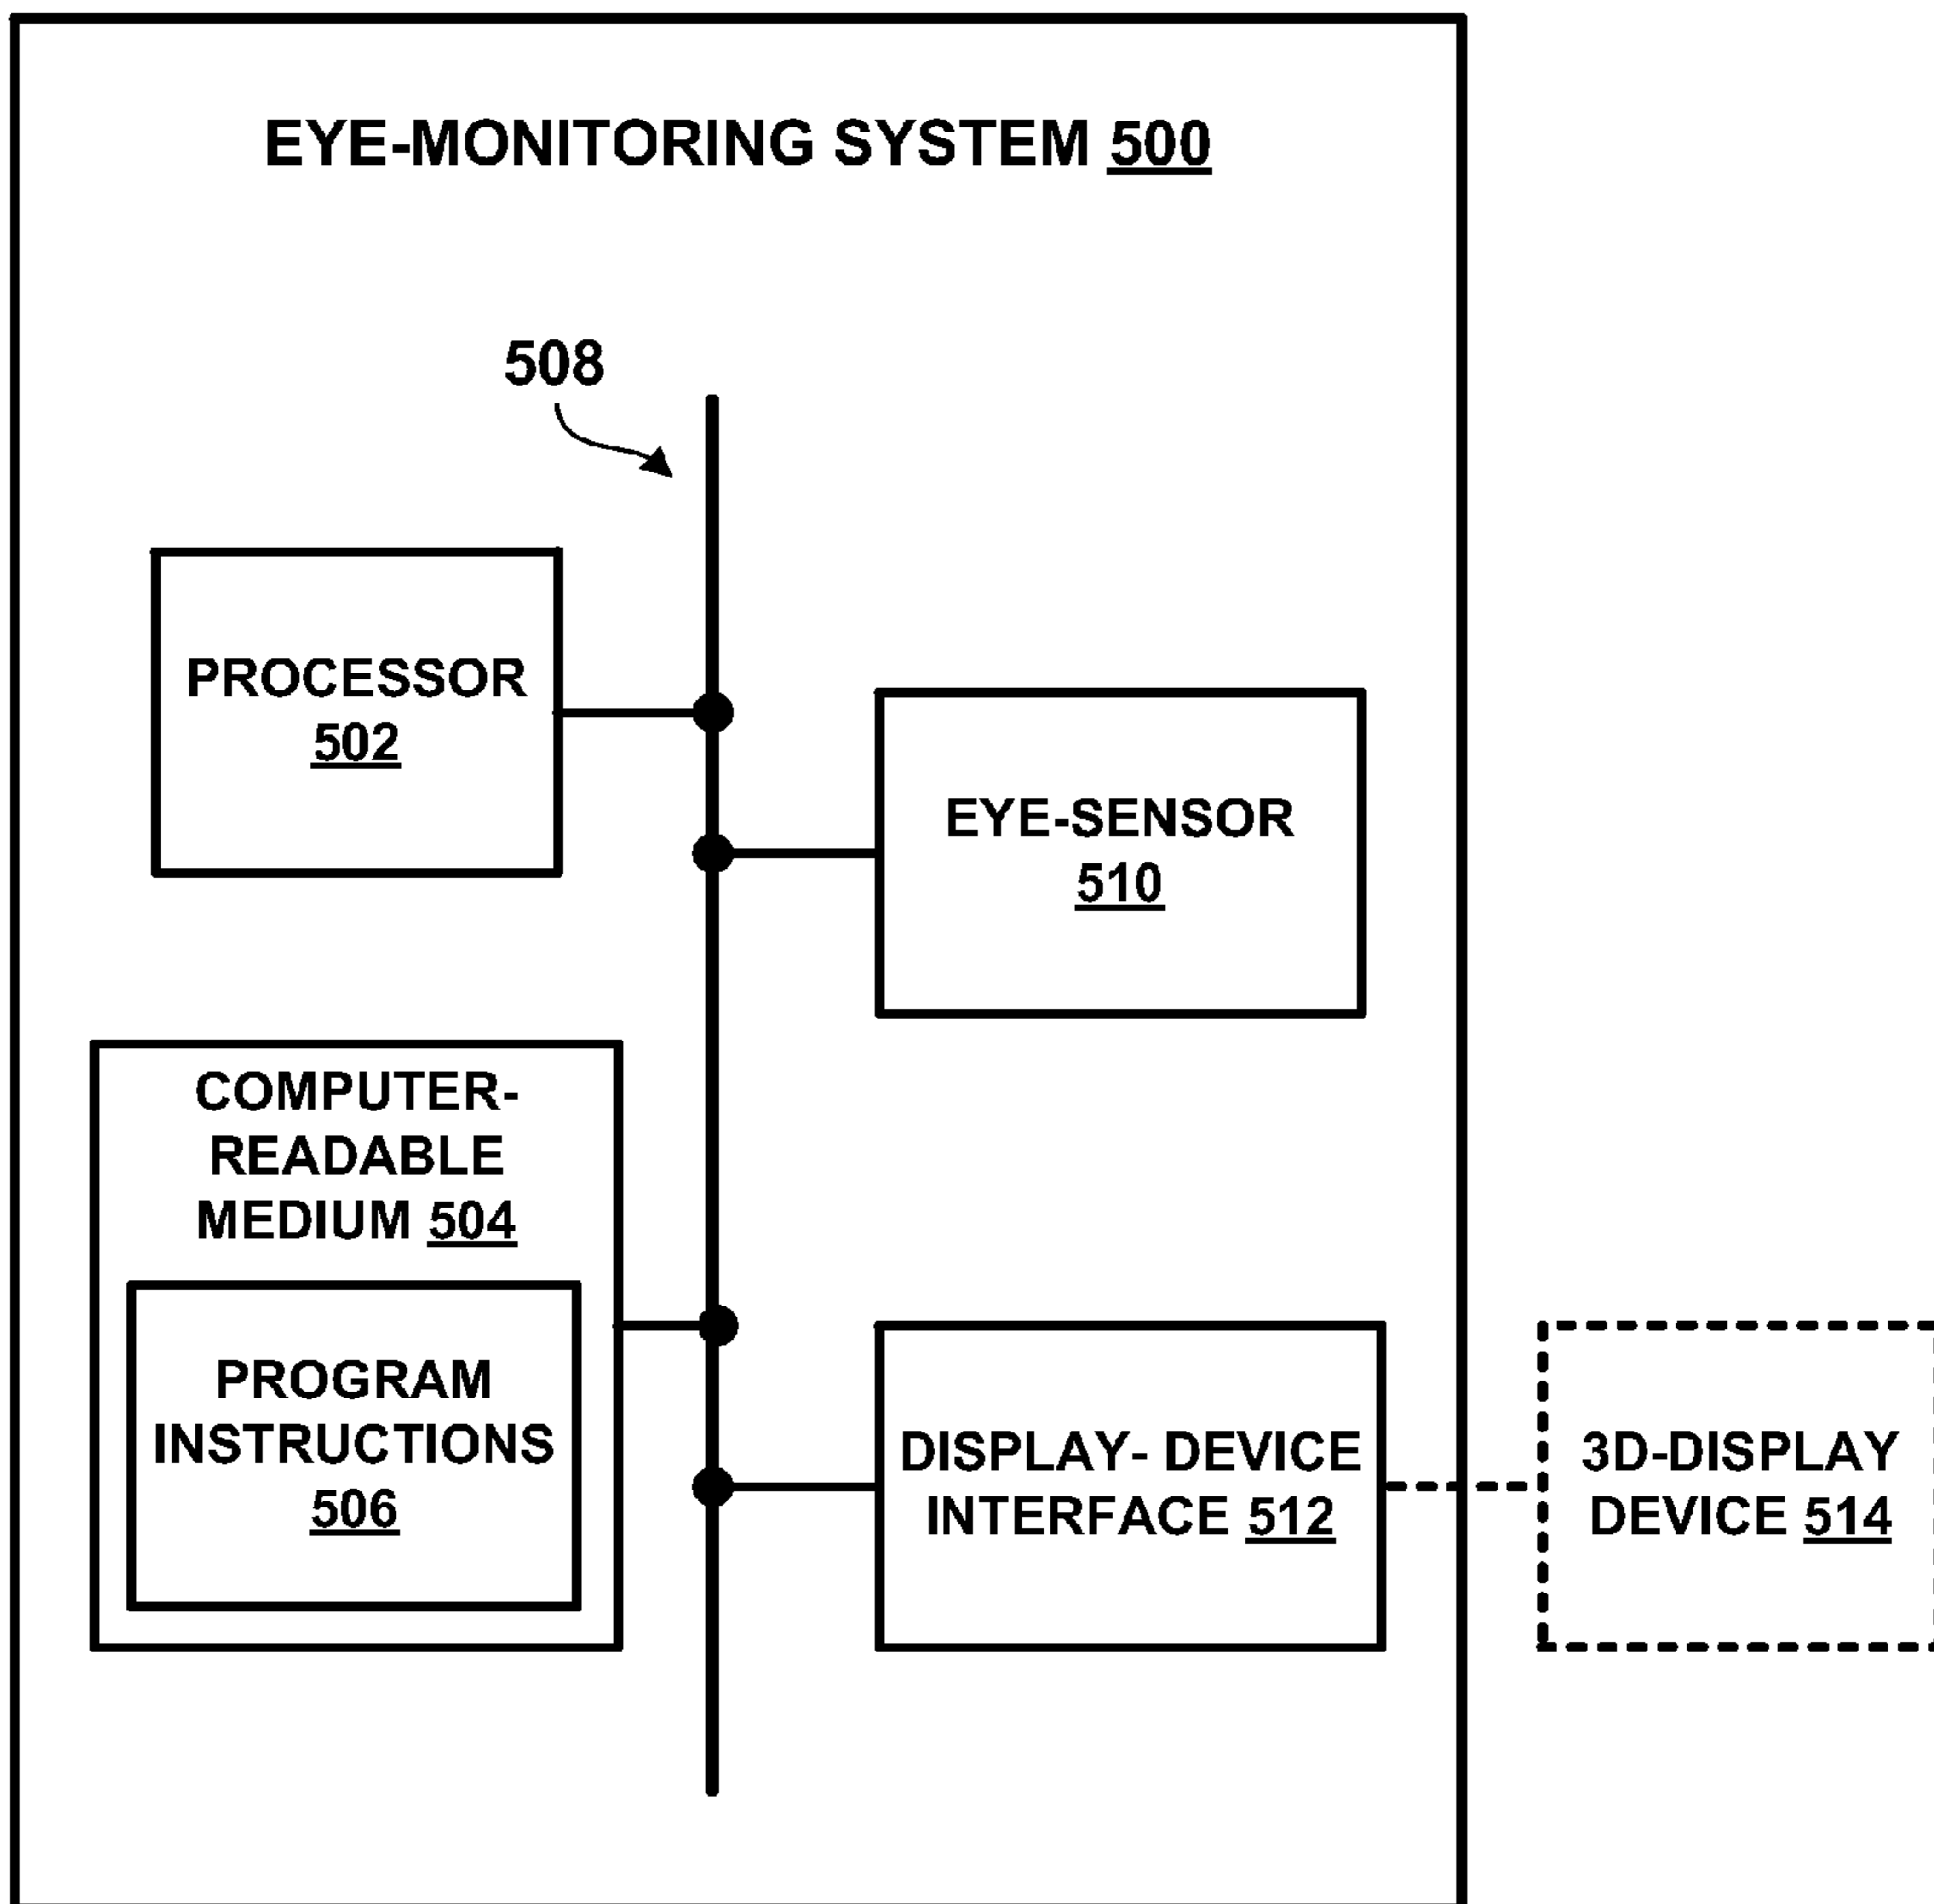 EYE-MONITORING SYSTEM 500
508
PROCESSOR
502
EYE-SENSOR
510
COMPUTER-
READABLE
MEDIUM 504
PROGRAM
INSTRUCTIONS
506
DISPLAY- DEVICE
INTERFACE 512
3D-DISPLAY
DEVICE 514